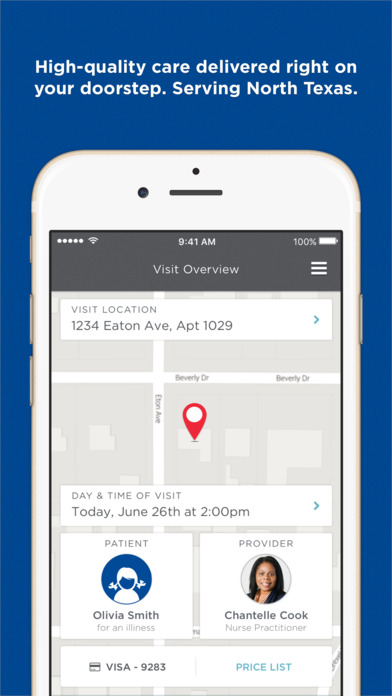 High-quality care delivered right on
your doorstep. Serving North Texas.
9:41 AM
100%
Visit Overview
VISIT LOCATION
1234 Eaton Ave, Apt 1029
Beverly Dr
Beverly Dr
Eton Ave
DAY & TIME OF VISIT
Today, June 26th at 2:00pm
PATIENT
Olivia Smith
for an illness
PROVIDER
Chantelle Cook
Nurse Practitioner
VISA - 9283
PRICE LIST